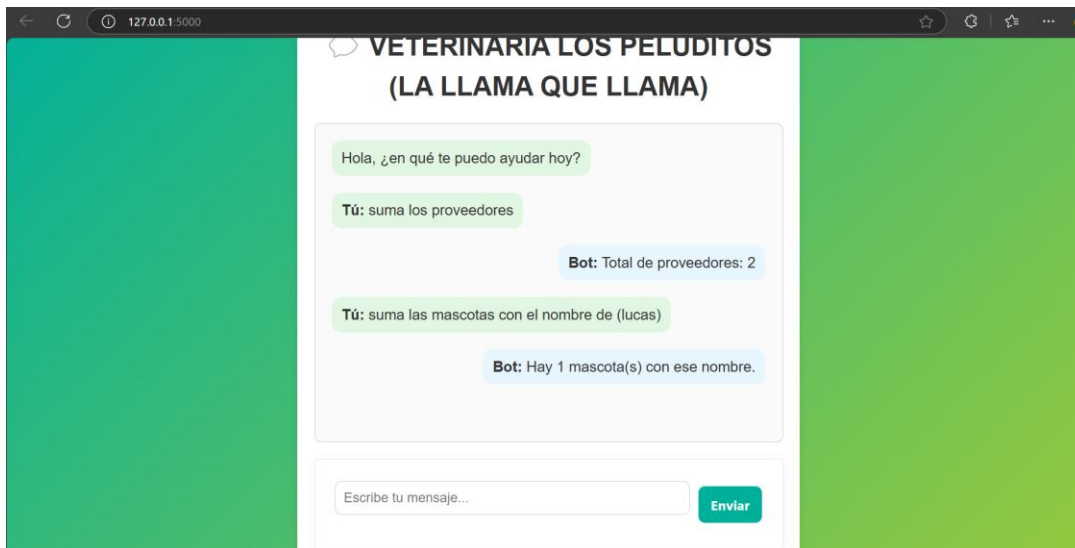 127.0.0.1:5000
VETERINARIA LOS PELUDITOS
(LA LLAMA QUE LLAMA)
Hola, ¿en qué te puedo ayudar hoy?
Tú: suma los proveedores
Bot: Total de proveedores: 2
Tú: suma las mascotas con el nombre de (lucas)
Bot: Hay 1 mascota(s) con ese nombre.
Escribe tu mensaje...
Enviar